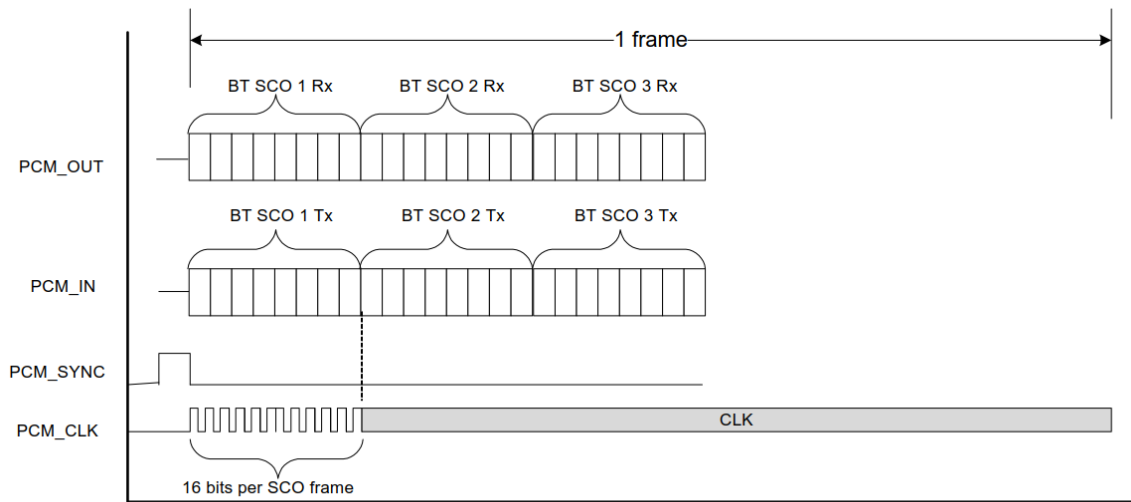 1 frame
BT SCO 1 Rx
BT SCO 2 Rx
BT SCO 3 Rx
PCM_OUT
BT SCO 1 Tx
BT SCO 2 Tx
BT SCO 3 Tx
PCM_IN
PCM_SYNC
PCM_CLK
CLK
16 bits per SCO frame